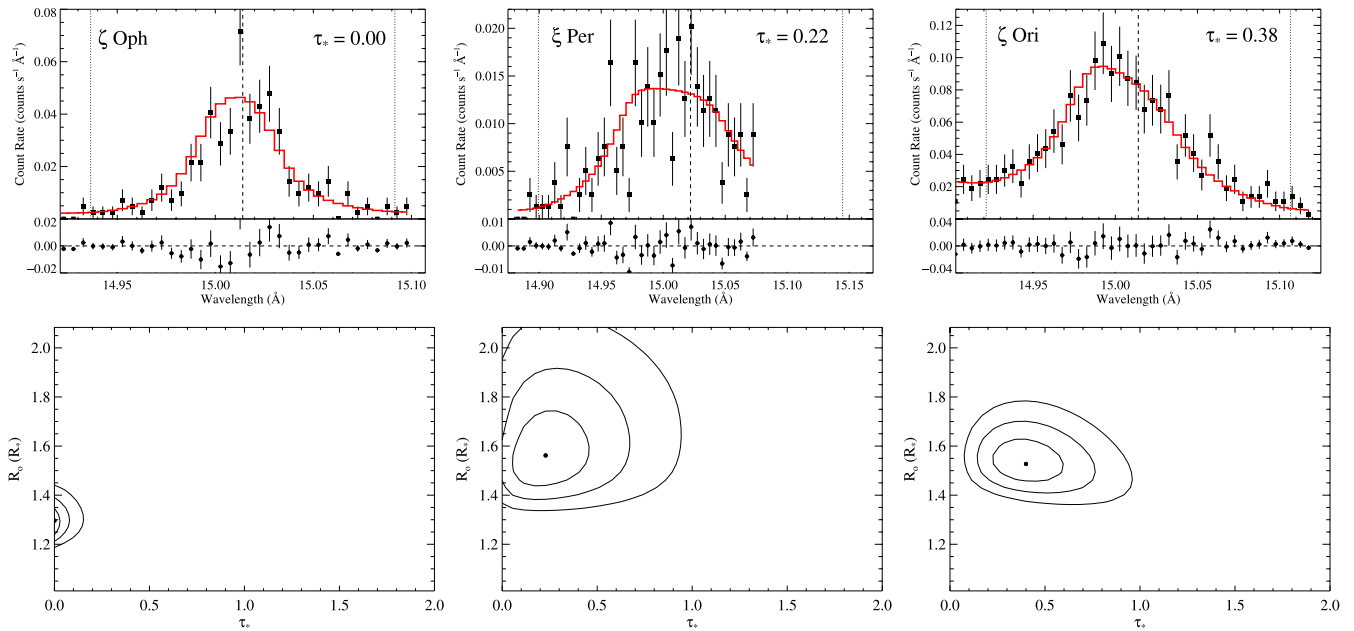 ζ Oph
τ* = 0.00
Count Rate (counts s⁻¹ Å⁻¹)
0.08
0.06
0.04
0.02
0.02
0.00
−0.02
14.95 15.00 15.05 15.10
Wavelength (Å)
ξ Per
τ* = 0.22
Count Rate (counts s⁻¹ Å⁻¹)
0.020
0.015
0.010
0.005
0.01
0.00
−0.01
14.90 14.95 15.00 15.05 15.10 15.15
Wavelength (Å)
ζ Ori
τ* = 0.38
Count Rate (counts s⁻¹ Å⁻¹)
0.12
0.10
0.08
0.06
0.04
0.02
0.04
0.00
−0.04
14.95 15.00 15.05 15.10
Wavelength (Å)
Rₒ (R*)
2.0
1.8
1.6
1.4
1.2
0.0 0.5 1.0 1.5 2.0
τ*
Rₒ (R*)
2.0
1.8
1.6
1.4
1.2
0.0 0.5 1.0 1.5 2.0
τ*
Rₒ (R*)
2.0
1.8
1.6
1.4
1.2
0.0 0.5 1.0 1.5 2.0
τ*